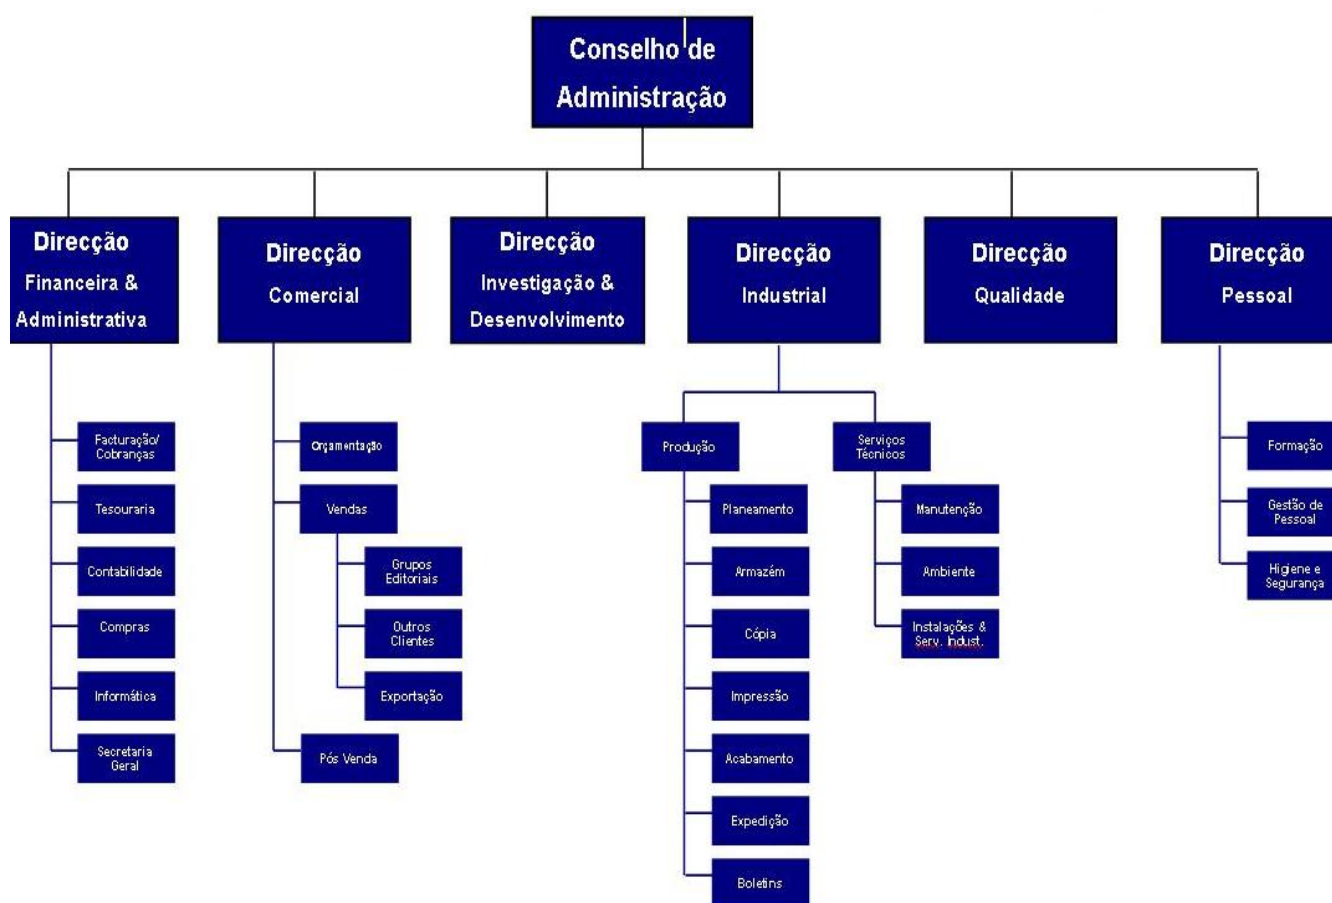 Conselho de
Administração
Direcção
Financeira &
Administrativa
Direcção
Comercial
Direcção
Investigação &
Desenvolvimento
Direcção
Industrial
Direcção
Qualidade
Direcção
Pessoal
Facturação/
Cobranças
Tesouraria
Contabilidade
Compras
Informática
Secretaria
Geral
Orçamentação
Vendas
Grupos
Editoriais
Outros
Clientes
Exportação
Pós Venda
Produção
Planeamento
Armazém
Cópia
Impressão
Acabamento
Expedição
Boletins
Serviços
Técnicos
Manutenção
Ambiente
Instalações &
Serv. Indust.
Formação
Gestão de
Pessoal
Higiene e
Segurança